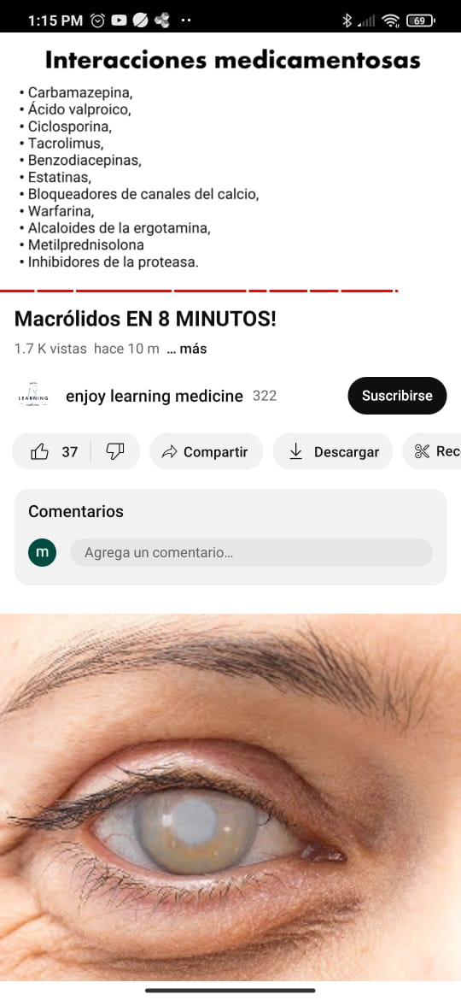 1:15 PM
69
Interacciones medicamentosas
• Carbamazepina,
• Ácido valproico,
• Ciclosporina,
• Tacrolimus,
• Benzodiacepinas,
• Estatinas,
• Bloqueadores de canales del calcio,
• Warfarina,
• Alcaloides de la ergotamina,
• Metilprednisolona
• Inhibidores de la proteasa.
Macrólidos EN 8 MINUTOS!
1.7 K vistas hace 10 m ... más
LEARNING
enjoy learning medicine 322
Suscribirse
37
Compartir
Descargar
Rec
Comentarios
m
Agrega un comentario...